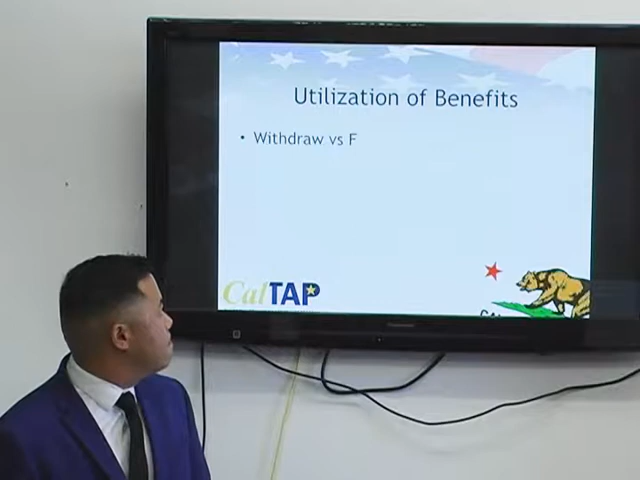 Utilization of Benefits
• Withdraw vs F
CalTAP